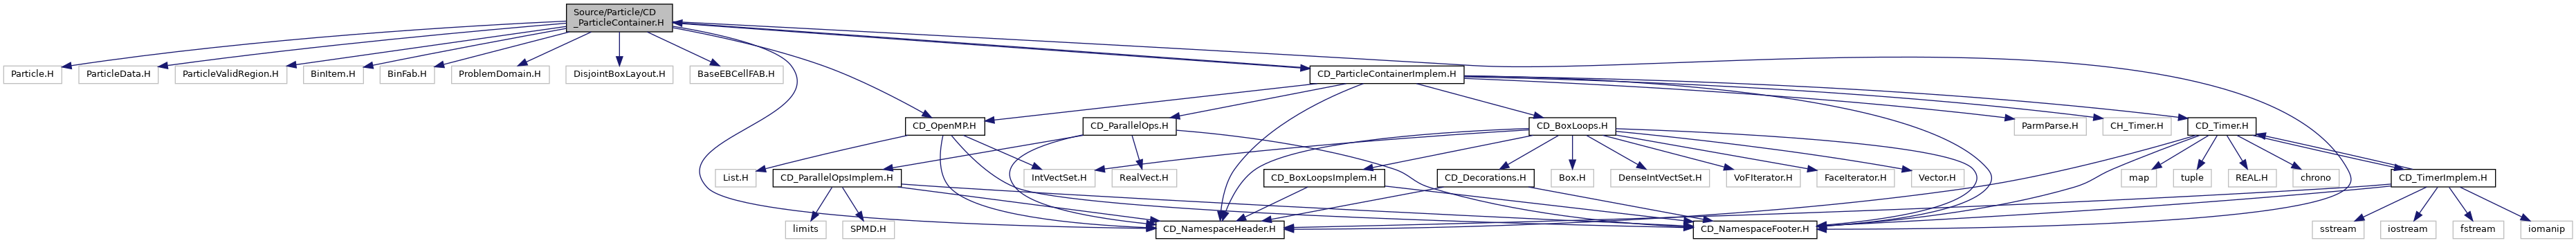 Source/Particle/CD
_ParticleContainer.H
Particle.H
ParticleData.H
ParticleValidRegion.H
BinItem.H
BinFab.H
ProblemDomain.H
DisjointBoxLayout.H
BaseEBCellFAB.H
CD_ParticleContainerImplem.H
CD_OpenMP.H
CD_ParallelOps.H
CD_BoxLoops.H
ParmParse.H
CH_Timer.H
CD_Timer.H
List.H
CD_ParallelOpsImplem.H
IntVectSet.H
RealVect.H
CD_BoxLoopsImplem.H
CD_Decorations.H
Box.H
DenseIntVectSet.H
VoFIterator.H
FaceIterator.H
Vector.H
map
tuple
REAL.H
chrono
CD_TimerImplem.H
limits
SPMD.H
CD_NamespaceHeader.H
CD_NamespaceFooter.H
sstream
iostream
fstream
iomanip